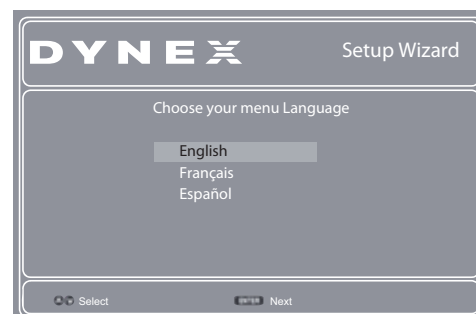 DYNEX Setup Wizard
Choose your menu Language
English
Français
Español
Select ENTER Next